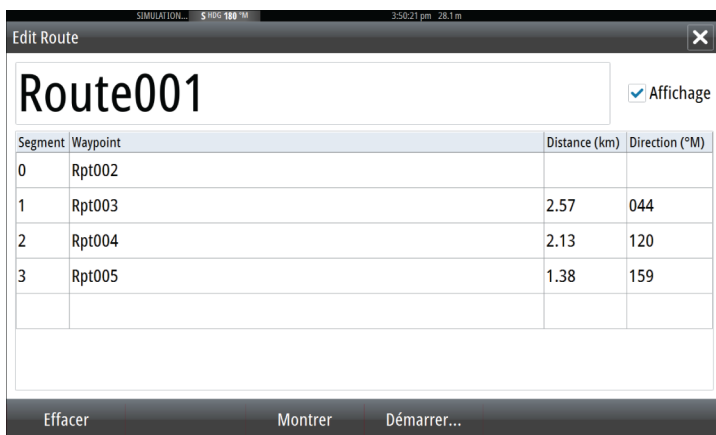 SIMULATION... S HDG 180 °M 3:50:21 pm 28.1 m
Edit Route
Route001
Affichage
Segment Waypoint Distance (km) Direction (°M)
0 Rpt002
1 Rpt003 2.57 044
2 Rpt004 2.13 120
3 Rpt005 1.38 159
Effacer Montrer Démarrer...